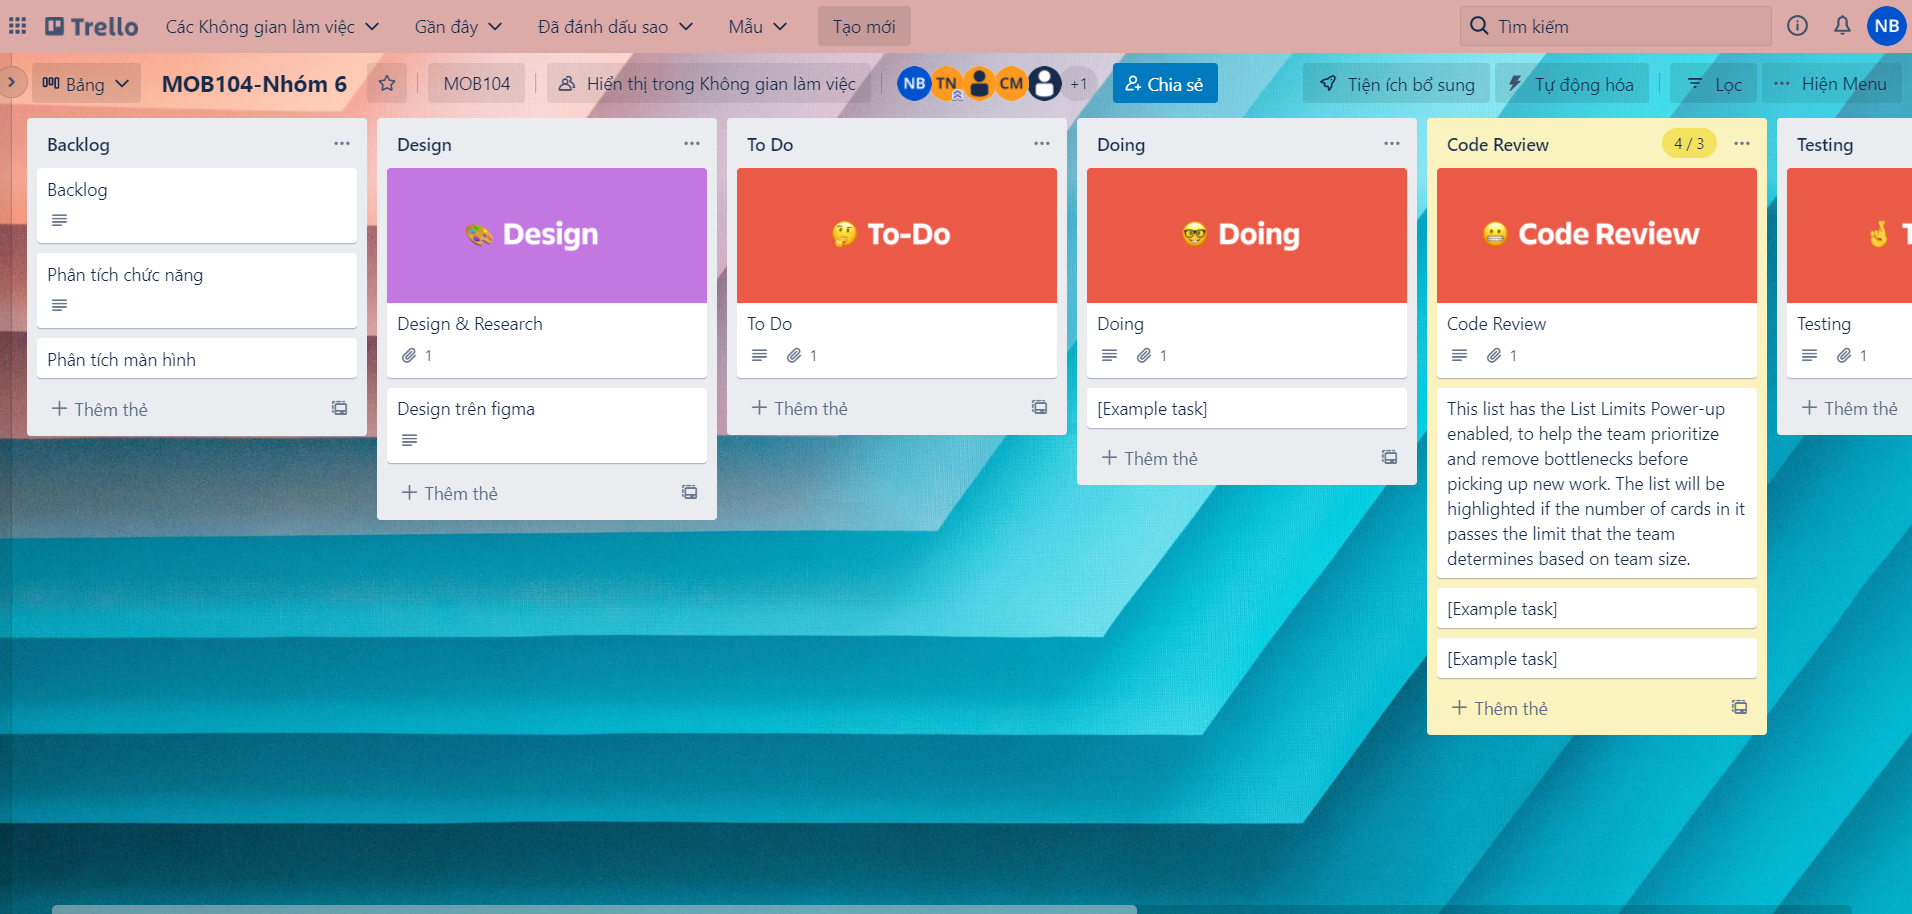 Trello
Các Không gian làm việc
Gần đây
Đã đánh dấu sao
Mẫu
Tạo mới
Tìm kiếm
NB
Bảng
MOB104-Nhóm 6
MOB104
Hiển thị trong Không gian làm việc
NB
TN
CM
+1
Chia sẻ
Tiện ích bổ sung
Tự động hóa
Lọc
Hiện Menu
Backlog
Backlog
Phân tích chức năng
Phân tích màn hình
Thêm thẻ
Design
Design
Design & Research
1
Design trên figma
Thêm thẻ
To Do
To-Do
To Do
1
Thêm thẻ
Doing
Doing
Doing
1
[Example task]
Thêm thẻ
Code Review
4 / 3
Code Review
Code Review
1
This list has the List Limits Power-up
enabled, to help the team prioritize
and remove bottlenecks before
picking up new work. The list will be
highlighted if the number of cards in it
passes the limit that the team
determines based on team size.
[Example task]
[Example task]
Thêm thẻ
Testing
Testing
1
Thêm thẻ